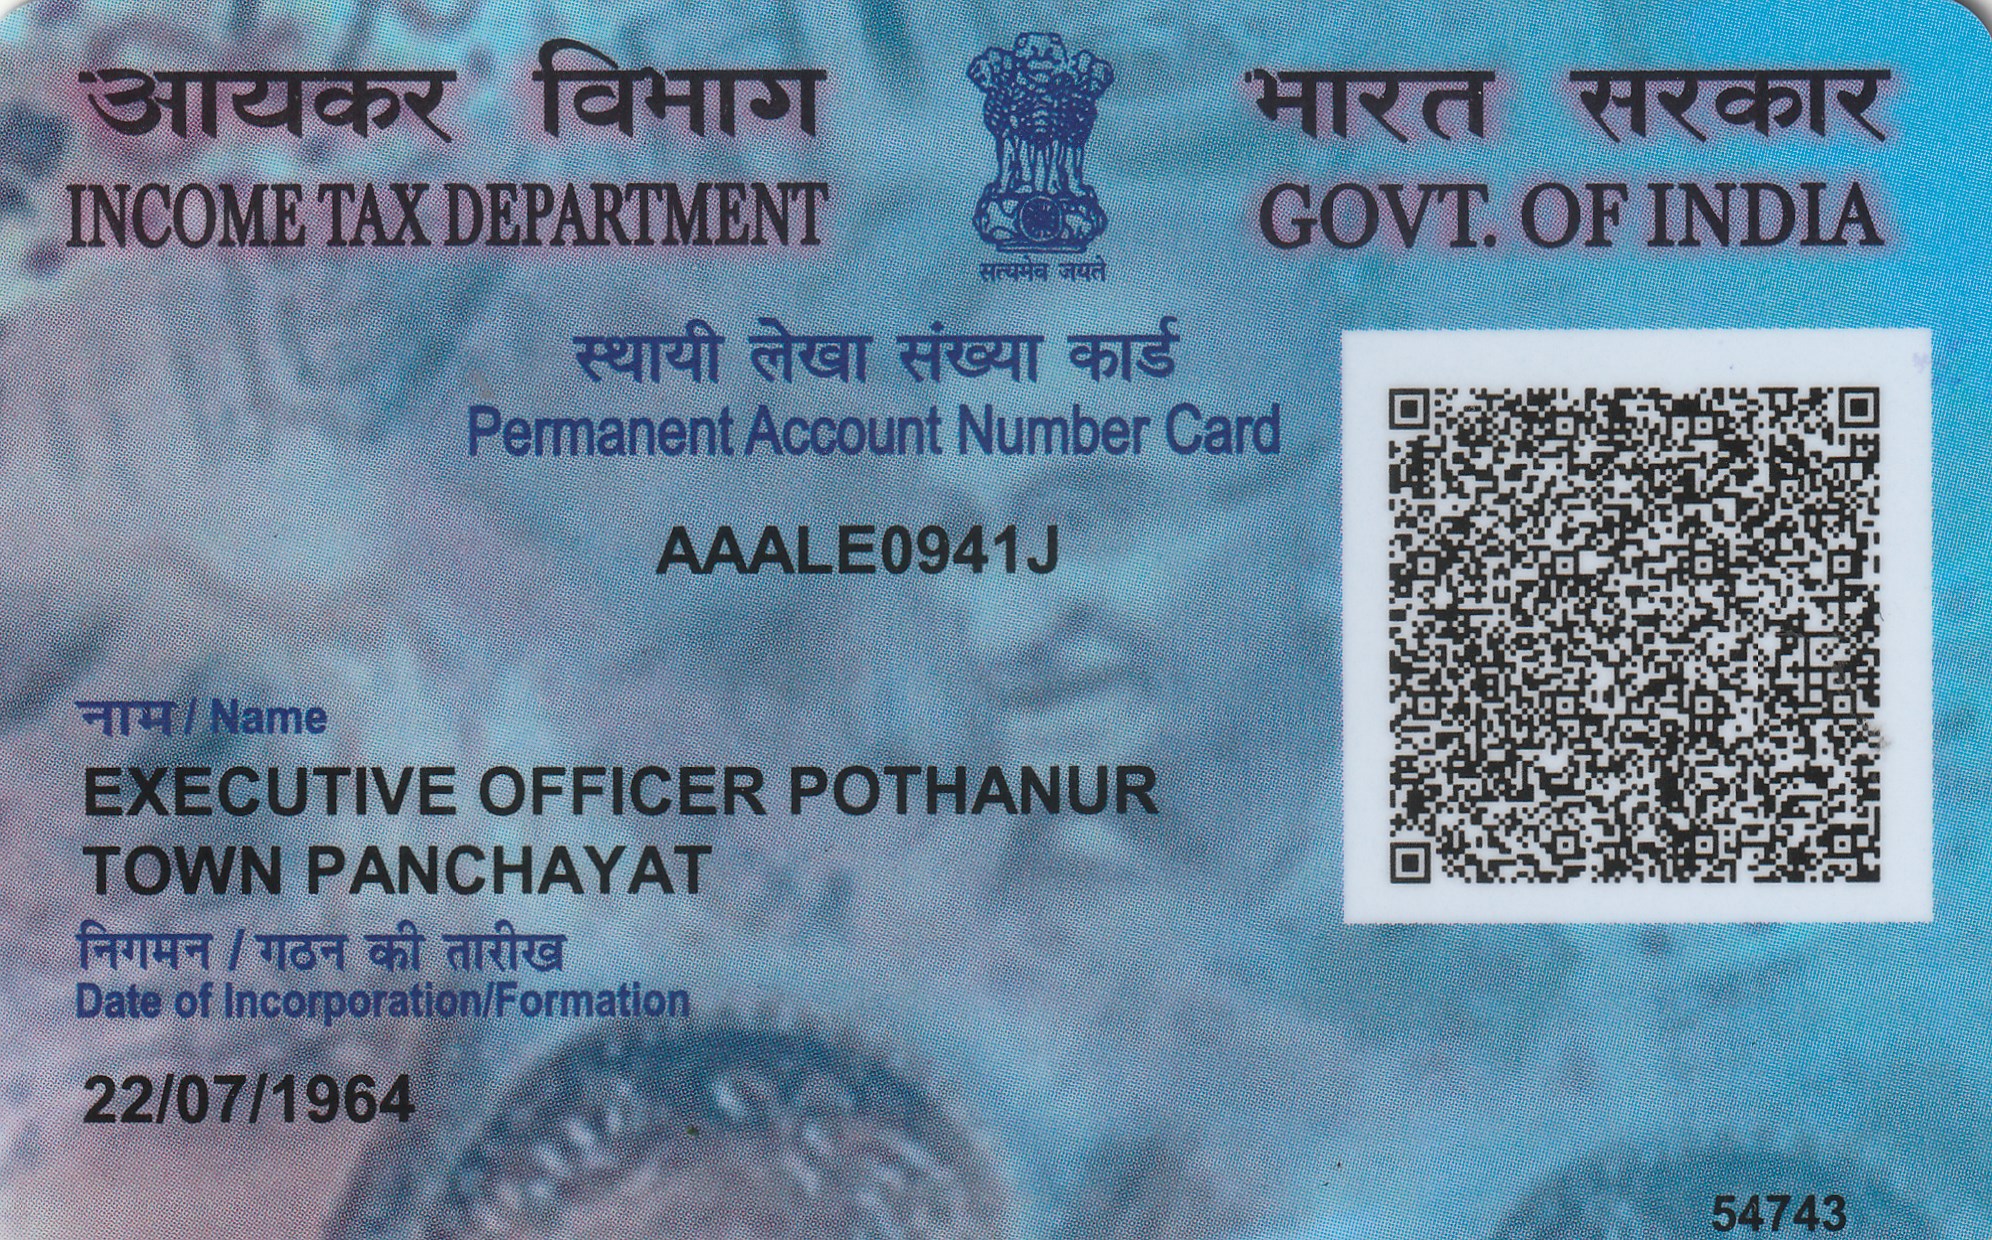 आयकर विभाग
INCOME TAX DEPARTMENT
सत्यमेव जयते
भारत सरकार
GOVT. OF INDIA
स्थायी लेखा संख्या कार्ड
Permanent Account Number Card
AAALE0941J
नाम / Name
EXECUTIVE OFFICER POTHANUR
TOWN PANCHAYAT
निगमन / गठन की तारीख
Date of Incorporation/Formation
22/07/1964
54743